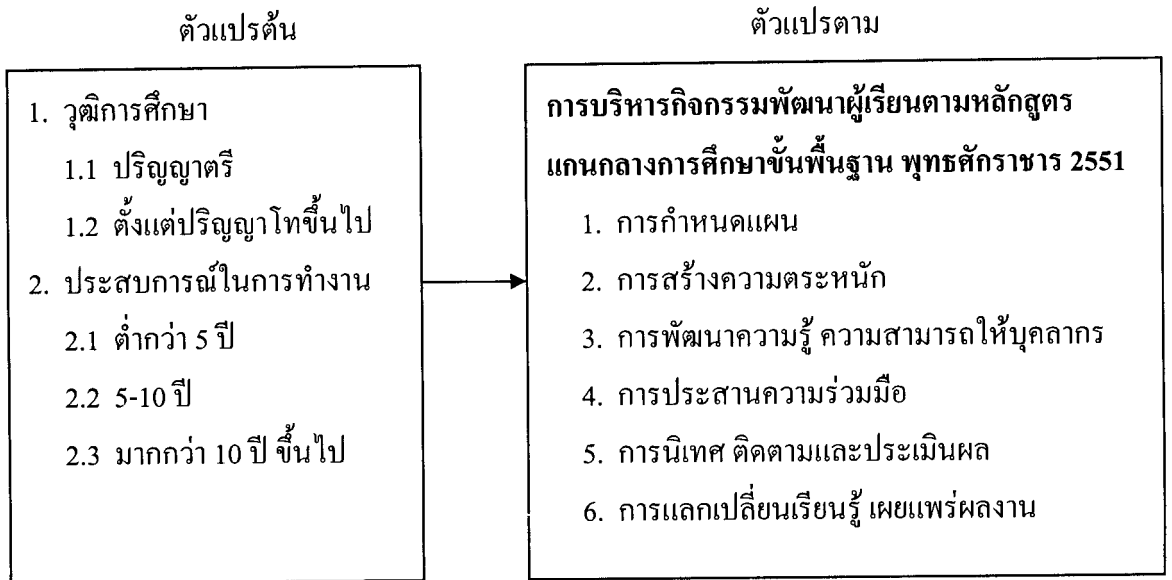 ตัวแปรต้น
1. วุฒิการศึกษา
1.1 ปริญญาตรี
1.2 ตั้งแต่ปริญญาโทขึ้นไป
2. ประสบการณ์ในการทำงาน
2.1 ต่ำกว่า 5 ปี
2.2 5-10 ปี
2.3 มากกว่า 10 ปี ขึ้นไป
ตัวแปรตาม
การบริหารกิจกรรมพัฒนาผู้เรียนตามหลักสูตร
แกนกลางการศึกษาขั้นพื้นฐาน พุทธศักราชาร 2551
1. การกำหนดแผน
2. การสร้างความตระหนัก
3. การพัฒนาความรู้ ความสามารถให้บุคลากร
4. การประสานความร่วมมือ
5. การนิเทศ ติดตามและประเมินผล
6. การแลกเปลี่ยนเรียนรู้ เผยแพร่ผลงาน